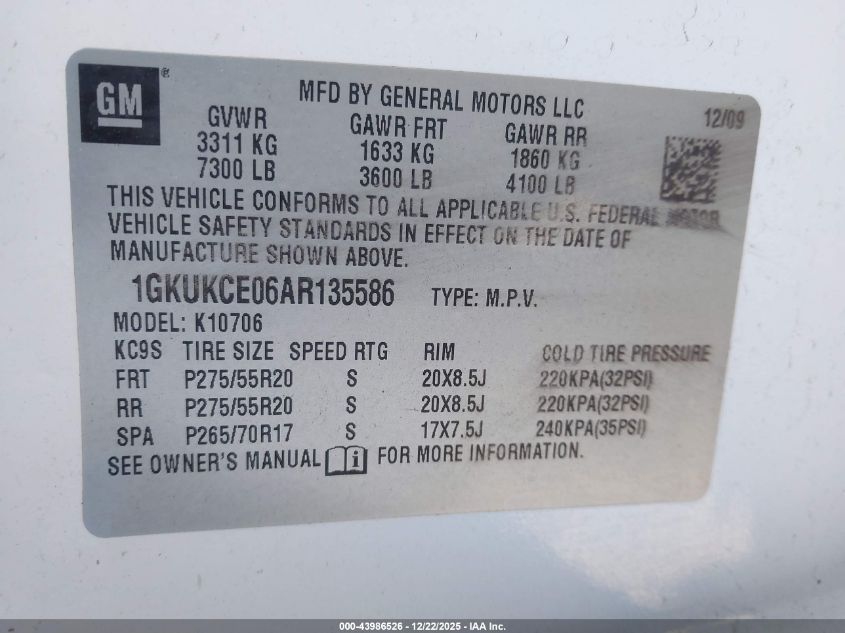 GM ®
MFD BY GENERAL MOTORS LLC
12/09
GVWR GAWR FRT GAWR RR
3311 KG 1633 KG 1860 KG
7300 LB 3600 LB 4100 LB
THIS VEHICLE CONFORMS TO ALL APPLICABLE U.S. FEDERAL MOTOR
VEHICLE SAFETY STANDARDS IN EFFECT ON THE DATE OF
MANUFACTURE SHOWN ABOVE.
1GKUKCE06AR135586 TYPE: M.P.V.
MODEL: K10706
KC9S TIRE SIZE SPEED RTG RIM COLD TIRE PRESSURE
FRT P275/55R20 S 20X8.5J 220KPA(32PSI)
RR P275/55R20 S 20X8.5J 220KPA(32PSI)
SPA P265/70R17 S 17X7.5J 240KPA(35PSI)
SEE OWNER'S MANUAL i FOR MORE INFORMATION.
000-43986526 - 12/22/2025 - IAA Inc.